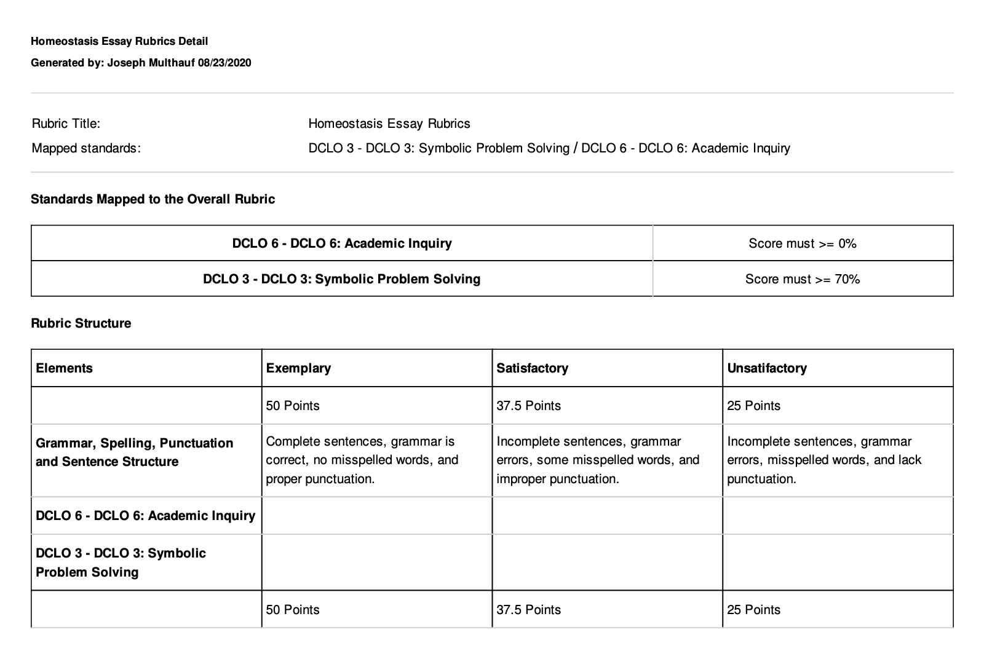 Homeostasis Essay Rubrics Detail
Generated by: Joseph Multhauf 08/23/2020
Rubric Title: Homeostasis Essay Rubrics
Mapped standards: DCLO 3 - DCLO 3: Symbolic Problem Solving / DCLO 6 - DCLO 6: Academic Inquiry
Standards Mapped to the Overall Rubric
DCLO 6 - DCLO 6: Academic Inquiry Score must >= 0%
DCLO 3 - DCLO 3: Symbolic Problem Solving Score must >= 70%
Rubric Structure
Elements Exemplary Satisfactory Unsatifactory
50 Points 37.5 Points 25 Points
Grammar, Spelling, Punctuation
and Sentence Structure
Complete sentences, grammar is
correct, no misspelled words, and
proper punctuation.
Incomplete sentences, grammar
errors, some misspelled words, and
improper punctuation.
Incomplete sentences, grammar
errors, misspelled words, and lack
punctuation.
DCLO 6 - DCLO 6: Academic Inquiry
DCLO 3 - DCLO 3: Symbolic
Problem Solving
50 Points 37.5 Points 25 Points